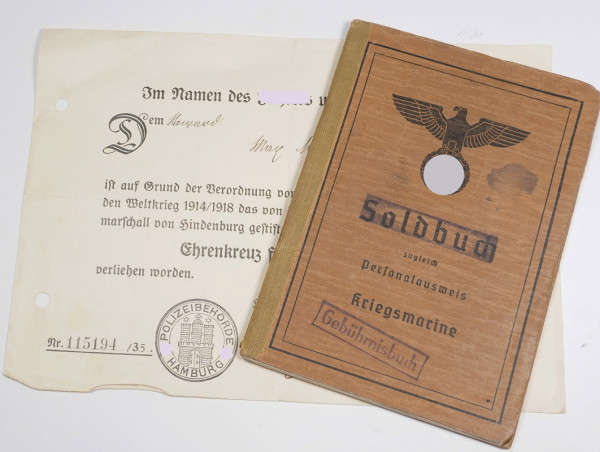 Im Namen des
Dem
Max
ist auf Grund der Verordnung vo
den Weltkrieg 1914/1918 das von
marschall von Hindenburg gestif
Ehrenkreuz f
verliehen worden.
Nr. 115194 /35.
POLIZEIBEHÖRDE
HAMBURG
Soldbuch
zugleich
Personalausweis
Kriegsmarine
Gebührnisbuch